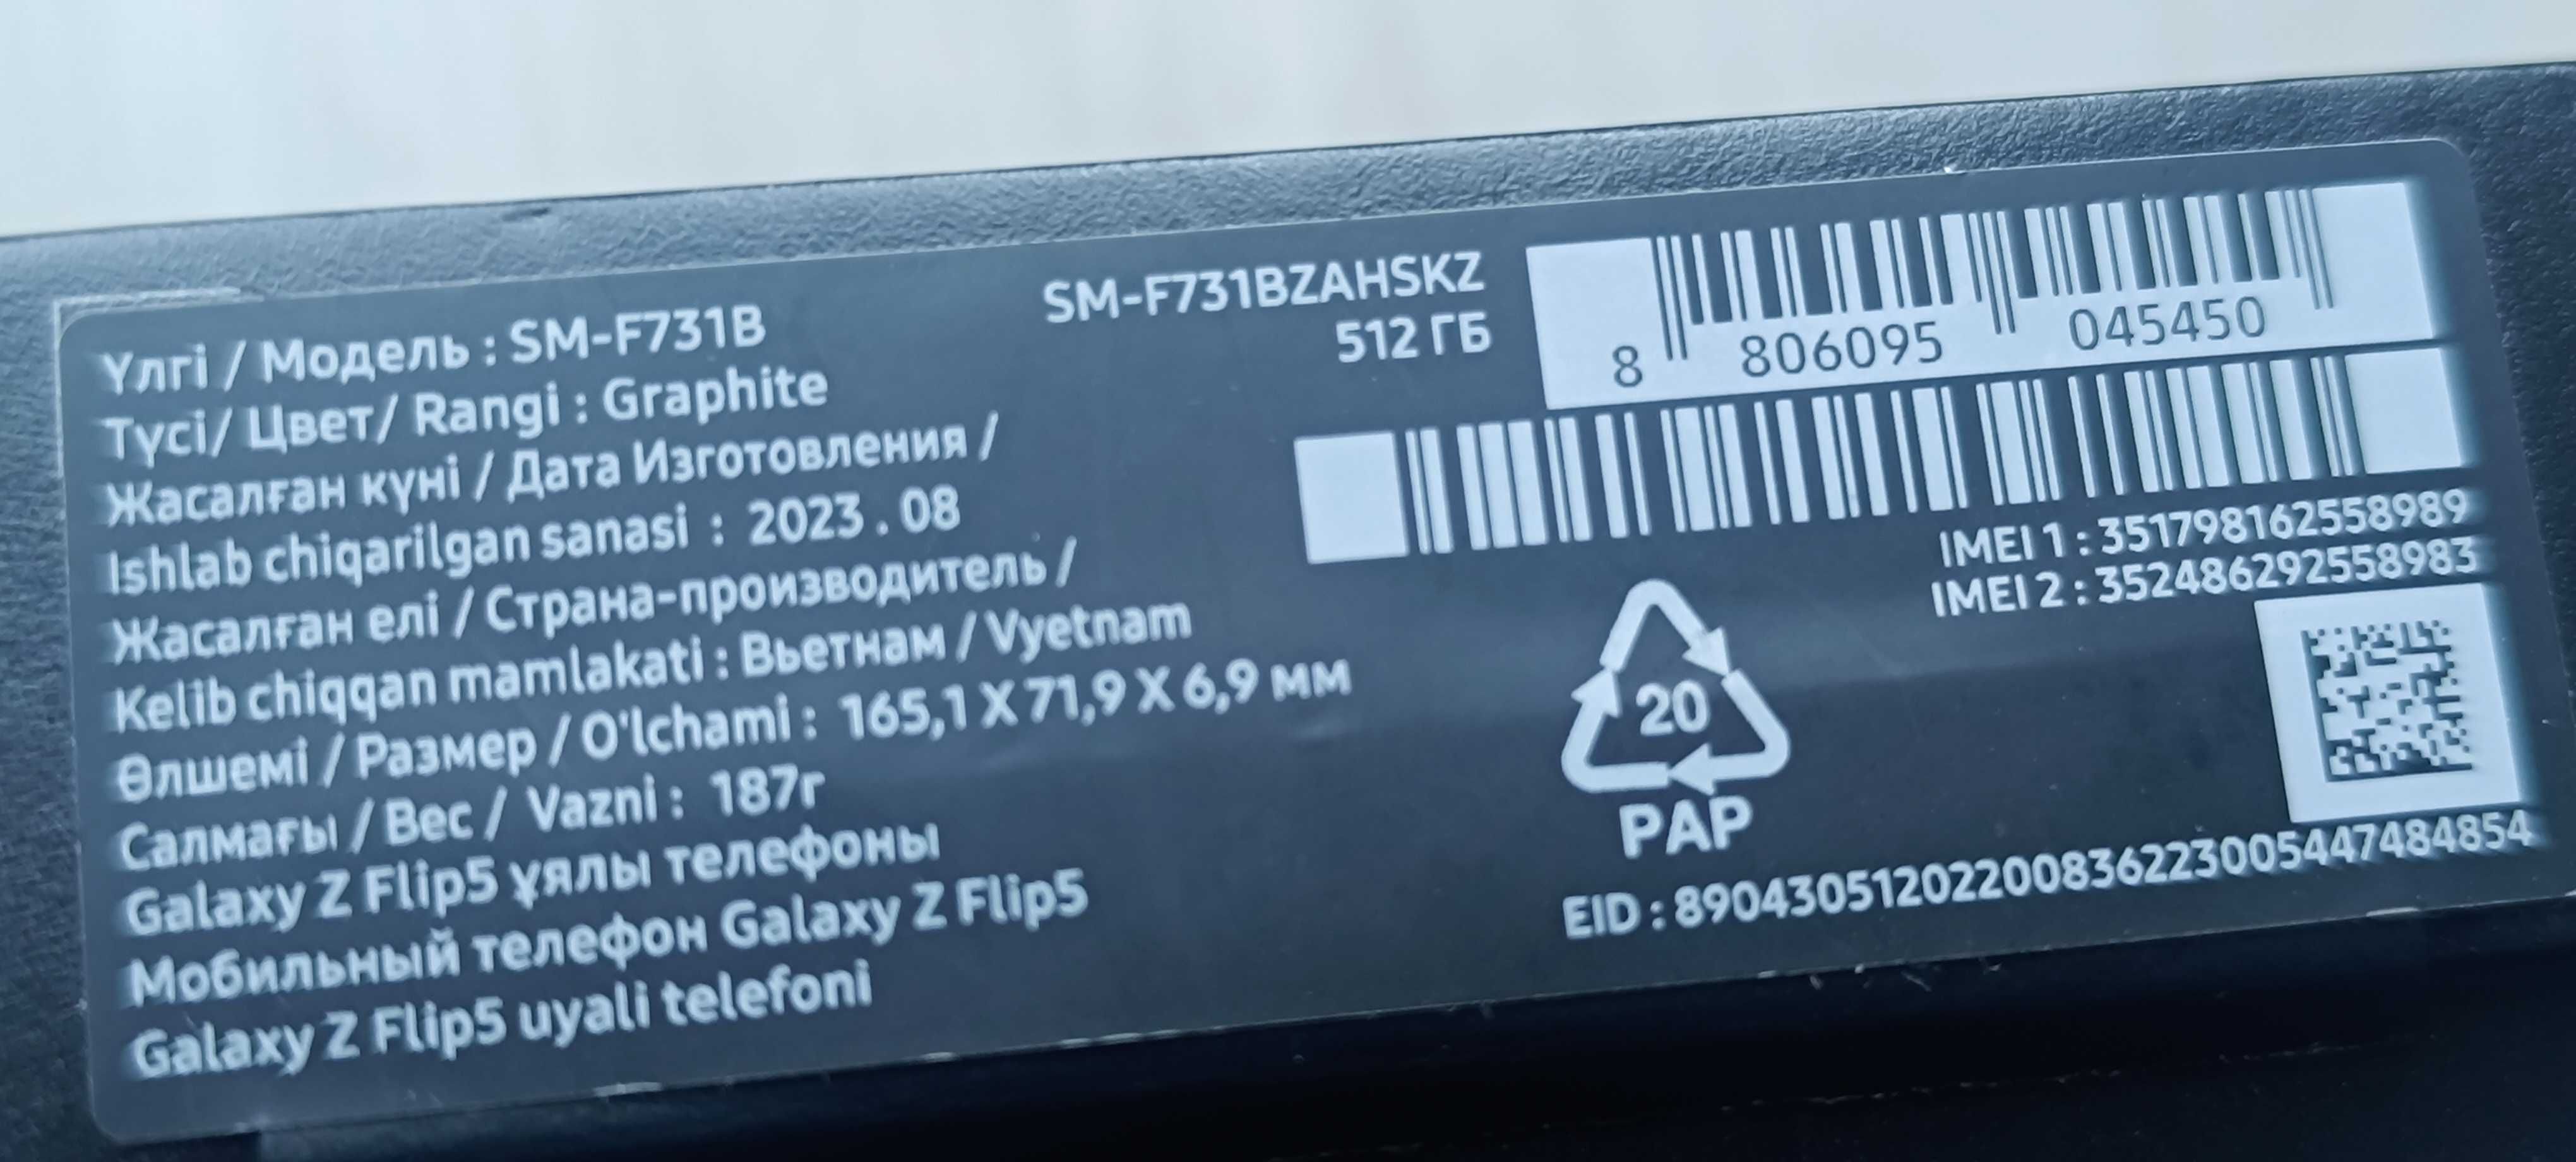 Үлгі / Модель : SM-F731B
Түсі/ Цвет/ Rangi : Graphite
Жасалған күні / Дата Изготовления /
Ishlab chiqarilgan sanasi : 2023 . 08
Жасалған елі / Страна-производитель /
Kelib chiqqan mamlakati : Вьетнам / Vyetnam
Өлшемі / Размер / O'lchami : 165,1 X 71,9 X 6,9 мм
Салмағы / Вес / Vazni : 187г
Galaxy Z Flip5 ұялы телефоны
Мобильный телефон Galaxy Z Flip5
Galaxy Z Flip5 uyali telefoni
SM-F731BZAHSKZ
512 ГБ
8 806095 045450
IMEI 1 : 351798162558989
IMEI 2 : 352486292558983
20
PAP
EID : 89043051202200836223005447484854